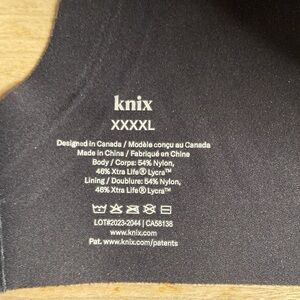 knix
XXXXL
Designed in Canada / Modèle conçu au Canada
Made in China / Fabriqué en Chine
Body / Corps: 54% Nylon,
46% Xtra Life® Lycra™
Lining / Doublure: 54% Nylon,
46% Xtra Life® Lycra™
LOT#2023-2044 | CA58138
www.knix.com
Pat. www.knix.com/patents